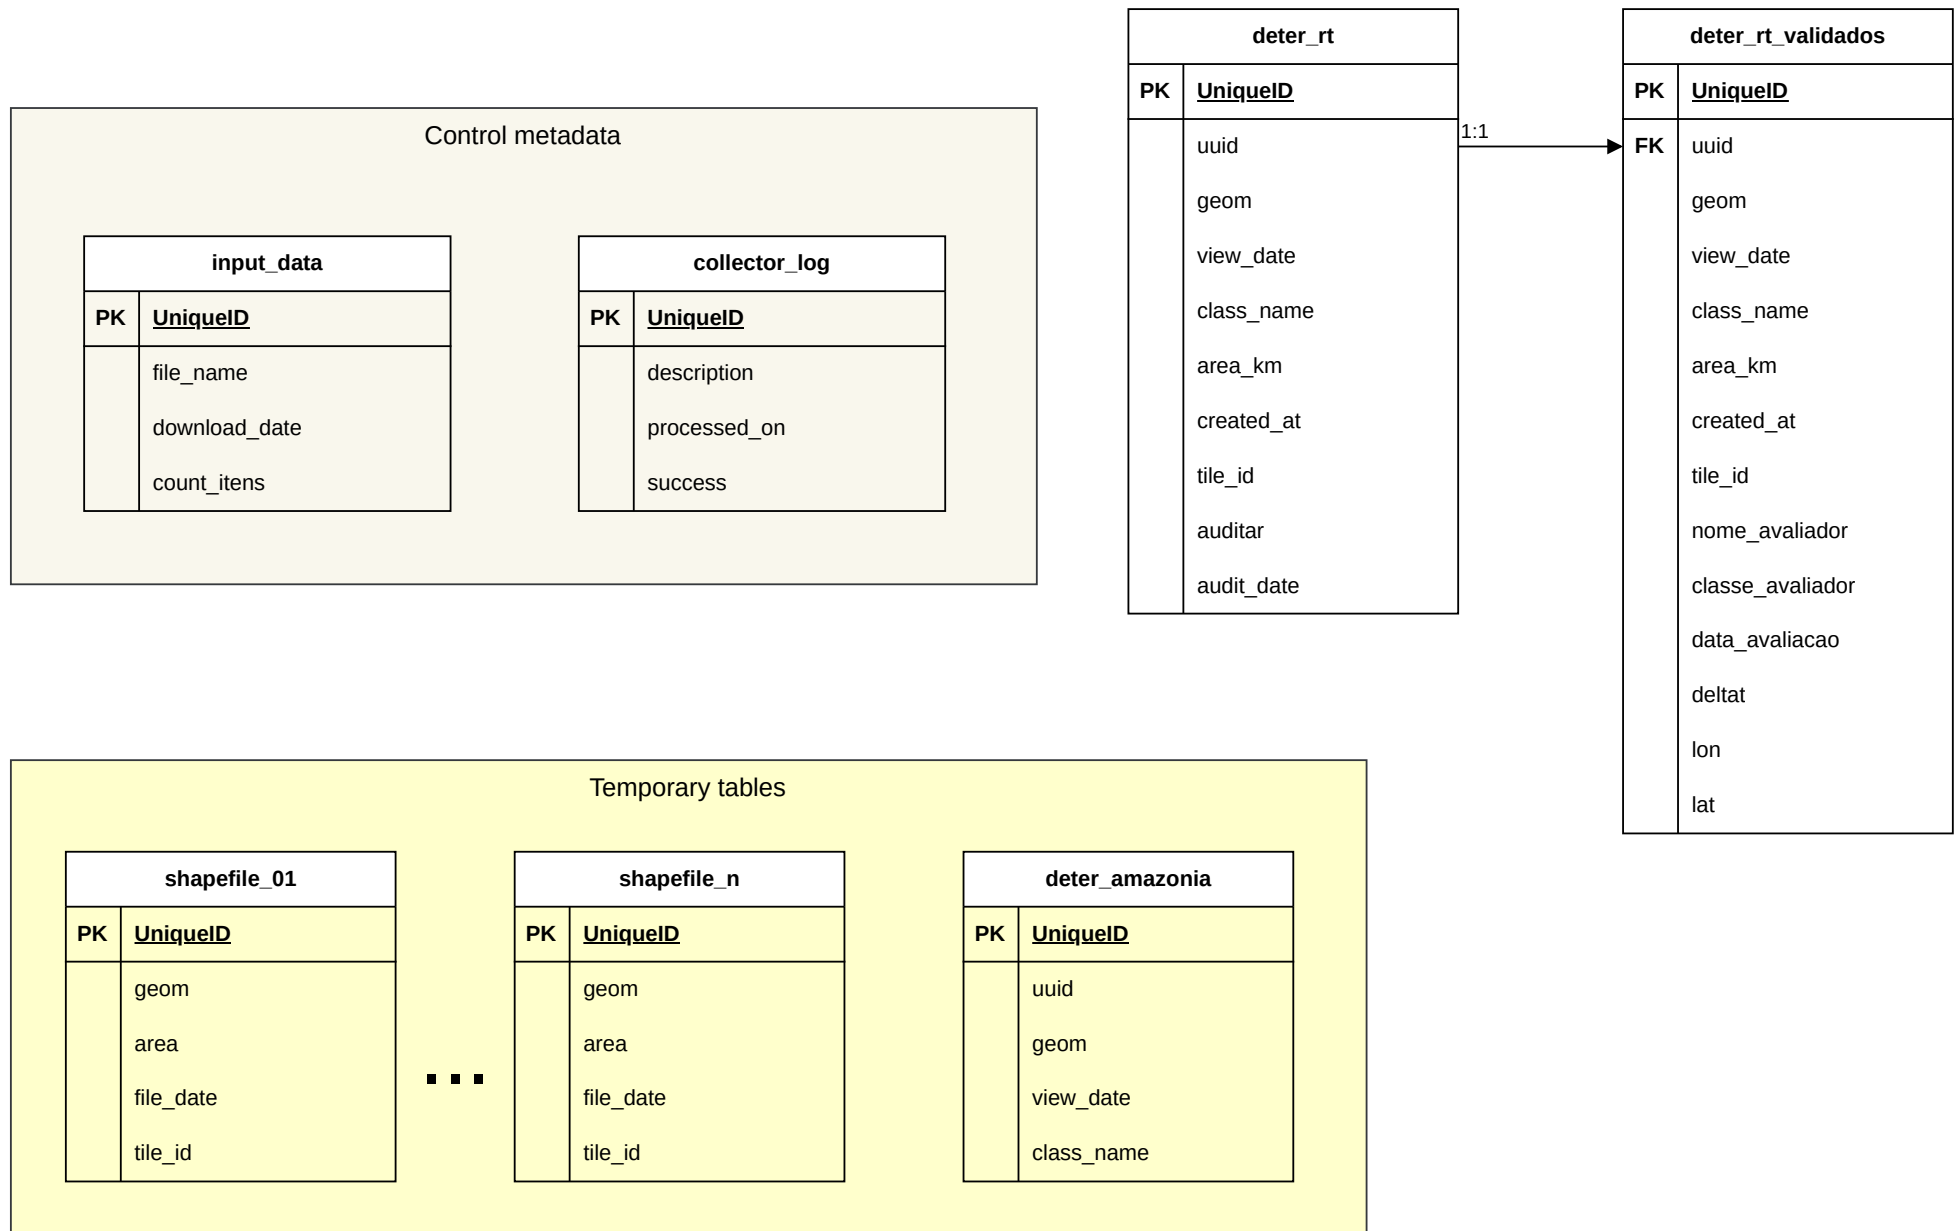 deter_rt
PK UniqueID
uuid
geom
view_date
class_name
area_km
created_at
tile_id
auditar
audit_date
1:1
deter_rt_validados
PK UniqueID
FK uuid
geom
view_date
class_name
area_km
created_at
tile_id
nome_avaliador
classe_avaliador
data_avaliacao
deltat
lon
lat
Control metadata
input_data
PK UniqueID
file_name
download_date
count_itens
collector_log
PK UniqueID
description
processed_on
success
Temporary tables
shapefile_01
PK UniqueID
geom
area
file_date
tile_id
...
shapefile_n
PK UniqueID
geom
area
file_date
tile_id
deter_amazonia
PK UniqueID
uuid
geom
view_date
class_name